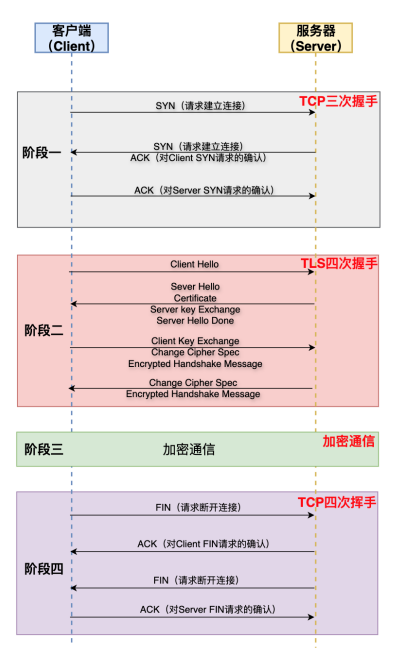 客户端
（Client）
服务器
（Server）
TCP三次握手
SYN（请求建立连接）
阶段一
SYN（请求建立连接）
ACK（对Client SYN请求的确认）
ACK（对Server SYN请求的确认）
TLS四次握手
Client Hello
Sever Hello
Certificate
Server key Exchange
Server Hello Done
阶段二
Client Key Exchange
Change Cipher Spec
Encrypted Handshake Message
Change Cipher Spec
Encrypted Handshake Message
加密通信
阶段三
加密通信
TCP四次挥手
FIN（请求断开连接）
ACK（对Client FIN请求的确认）
阶段四
FIN（请求断开连接）
ACK（对Server FIN请求的确认）